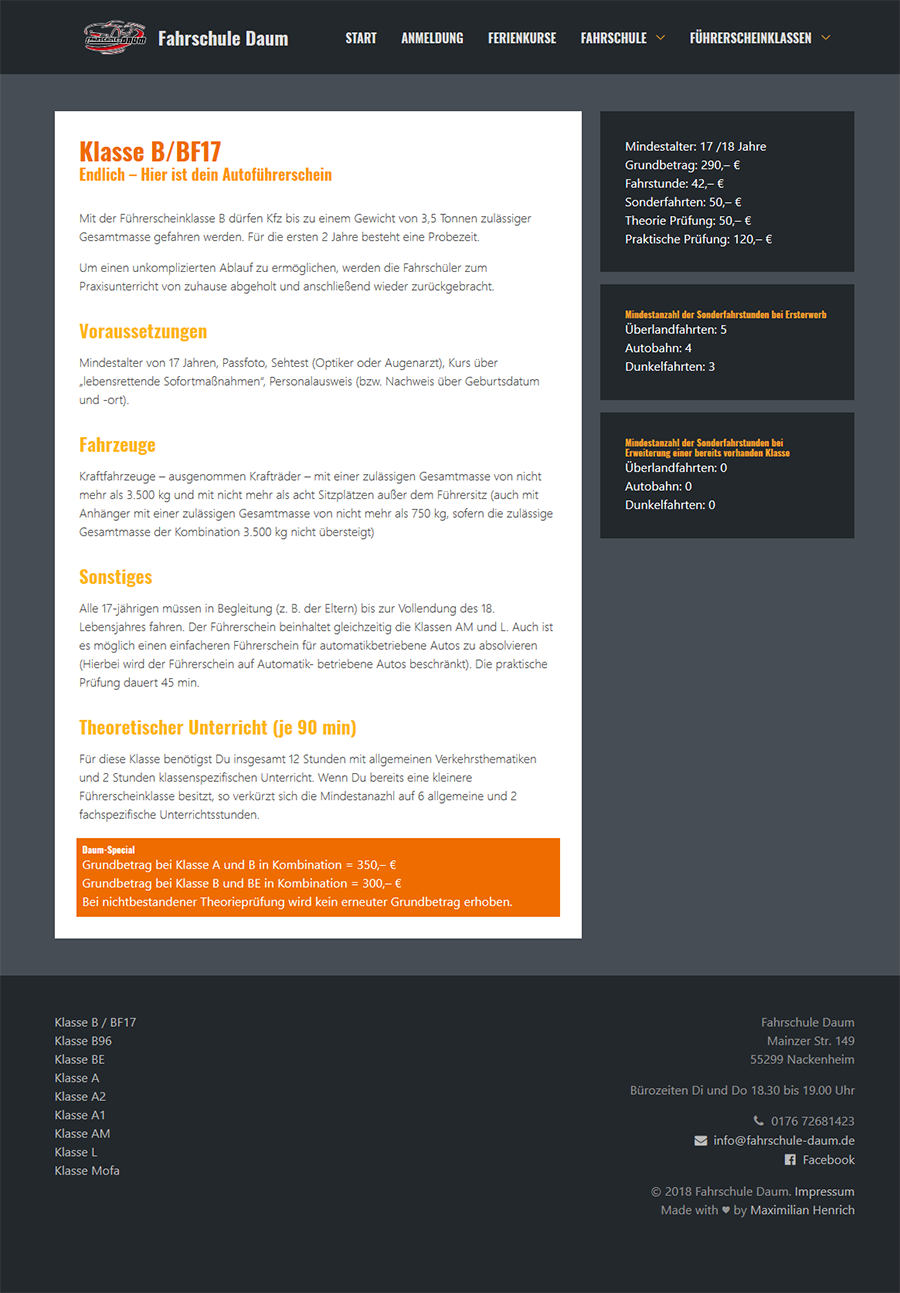 Fahrschule Daum
START ANMELDUNG FERIENKURSE FAHRSCHULE FÜHRERSCHEINKLASSEN
Klasse B/BF17
Endlich – Hier ist dein Autoführerschein
Mit der Führerscheinklasse B dürfen Kfz bis zu einem Gewicht von 3,5 Tonnen zulässiger
Gesamtmasse gefahren werden. Für die ersten 2 Jahre besteht eine Probezeit.
Um einen unkomplizierten Ablauf zu ermöglichen, werden die Fahrschüler zum
Praxisunterricht von zuhause abgeholt und anschließend wieder zurückgebracht.
Voraussetzungen
Mindestalter von 17 Jahren, Passfoto, Sehtest (Optiker oder Augenarzt), Kurs über
„lebensrettende Sofortmaßnahmen“, Personalausweis (bzw. Nachweis über Geburtsdatum
und -ort).
Fahrzeuge
Kraftfahrzeuge – ausgenommen Krafträder – mit einer zulässigen Gesamtmasse von nicht
mehr als 3.500 kg und mit nicht mehr als acht Sitzplätzen außer dem Führersitz (auch mit
Anhänger mit einer zulässigen Gesamtmasse von nicht mehr als 750 kg, sofern die zulässige
Gesamtmasse der Kombination 3.500 kg nicht übersteigt)
Sonstiges
Alle 17-jährigen müssen in Begleitung (z. B. der Eltern) bis zur Vollendung des 18.
Lebensjahres fahren. Der Führerschein beinhaltet gleichzeitig die Klassen AM und L. Auch ist
es möglich einen einfacheren Führerschein für automatikbetriebene Autos zu absolvieren
(Hierbei wird der Führerschein auf Automatik- betriebene Autos beschränkt). Die praktische
Prüfung dauert 45 min.
Theoretischer Unterricht (je 90 min)
Für diese Klasse benötigst Du insgesamt 12 Stunden mit allgemeinen Verkehrsthematiken
und 2 Stunden klassenspezifischen Unterricht. Wenn Du bereits eine kleinere
Führerscheinklasse besitzt, so verkürzt sich die Mindestanazhl auf 6 allgemeine und 2
fachspezifische Unterrichtsstunden.
Daum-Special
Grundbetrag bei Klasse A und B in Kombination = 350,– €
Grundbetrag bei Klasse B und BE in Kombination = 300,– €
Bei nichtbestandener Theorieprüfung wird kein erneuter Grundbetrag erhoben.
Mindestalter: 17 /18 Jahre
Grundbetrag: 290,– €
Fahrstunde: 42,– €
Sonderfahrten: 50,– €
Theorie Prüfung: 50,– €
Praktische Prüfung: 120,– €
Mindestanzahl der Sonderfahrstunden bei Ersterwerb
Überlandfahrten: 5
Autobahn: 4
Dunkelfahrten: 3
Mindestanzahl der Sonderfahrstunden bei
Erweiterung einer bereits vorhanden Klasse
Überlandfahrten: 0
Autobahn: 0
Dunkelfahrten: 0
Klasse B / BF17
Klasse B96
Klasse BE
Klasse A
Klasse A2
Klasse A1
Klasse AM
Klasse L
Klasse Mofa
Fahrschule Daum
Mainzer Str. 149
55299 Nackenheim
Bürozeiten Di und Do 18.30 bis 19.00 Uhr
0176 72681423
info@fahrschule-daum.de
Facebook
© 2018 Fahrschule Daum. Impressum
Made with ♥ by Maximilian Henrich